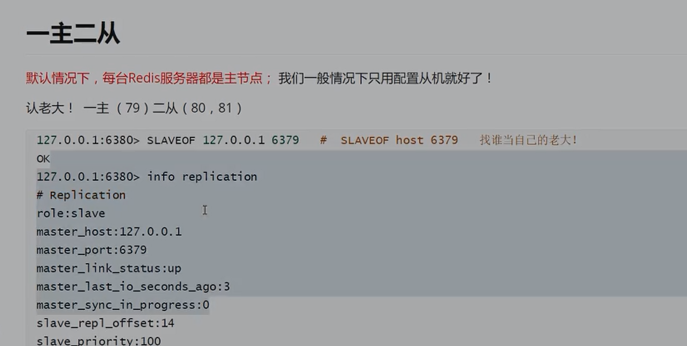 一主二从
默认情况下，每台Redis服务器都是主节点； 我们一般情况下只用配置从机就好了！
认老大！ 一主 （79）二从（80，81）
127.0.0.1:6380> SLAVEOF 127.0.0.1 6379   #  SLAVEOF host 6379   找谁当自己的老大!
OK
127.0.0.1:6380> info replication
# Replication
role:slave
master_host:127.0.0.1
master_port:6379
master_link_status:up
master_last_io_seconds_ago:3
master_sync_in_progress:0
slave_repl_offset:14
slave_priority:100